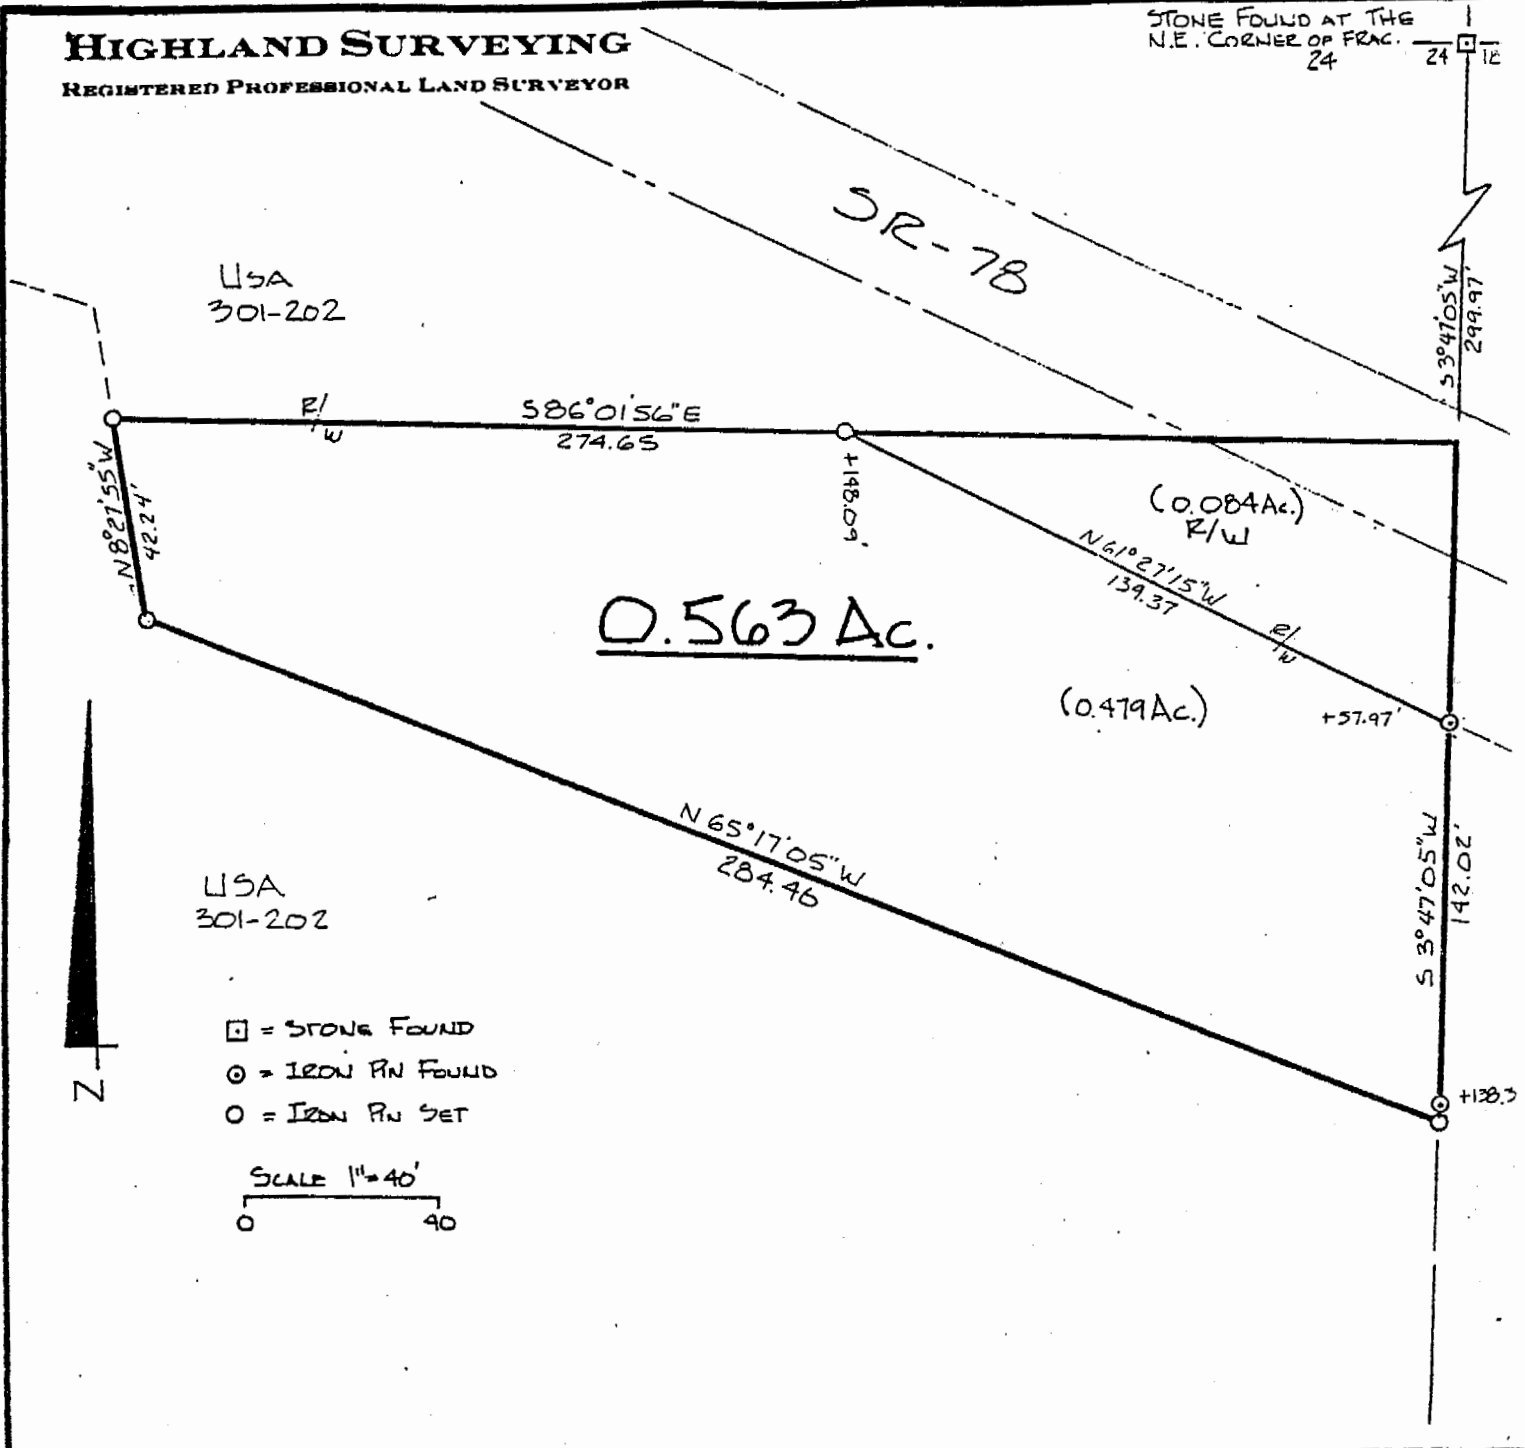 HIGHLAND SURVEYING
REGISTERED PROFESSIONAL LAND SURVEYOR
STONE FOUND AT THE
N.E. CORNER OF FRAC.
24
24
SR-78
S 3°47'05"W
299.97'
USA
301-202
R/W
S86°01'56"E
274.65
N8°27'55"W
42.24'
+148.09'
(0.084Ac.)
R/W
N61°27'15"W
139.37
R/W
0.563 Ac.
(0.479Ac.)
+57.97'
N 65°17'05"W
284.46
S 3°47'05"W
142.02'
USA
301-202
= STONE FOUND
= IRON PIN FOUND
= IRON PIN SET
+138.3
N
SCALE 1"=40'
0 40